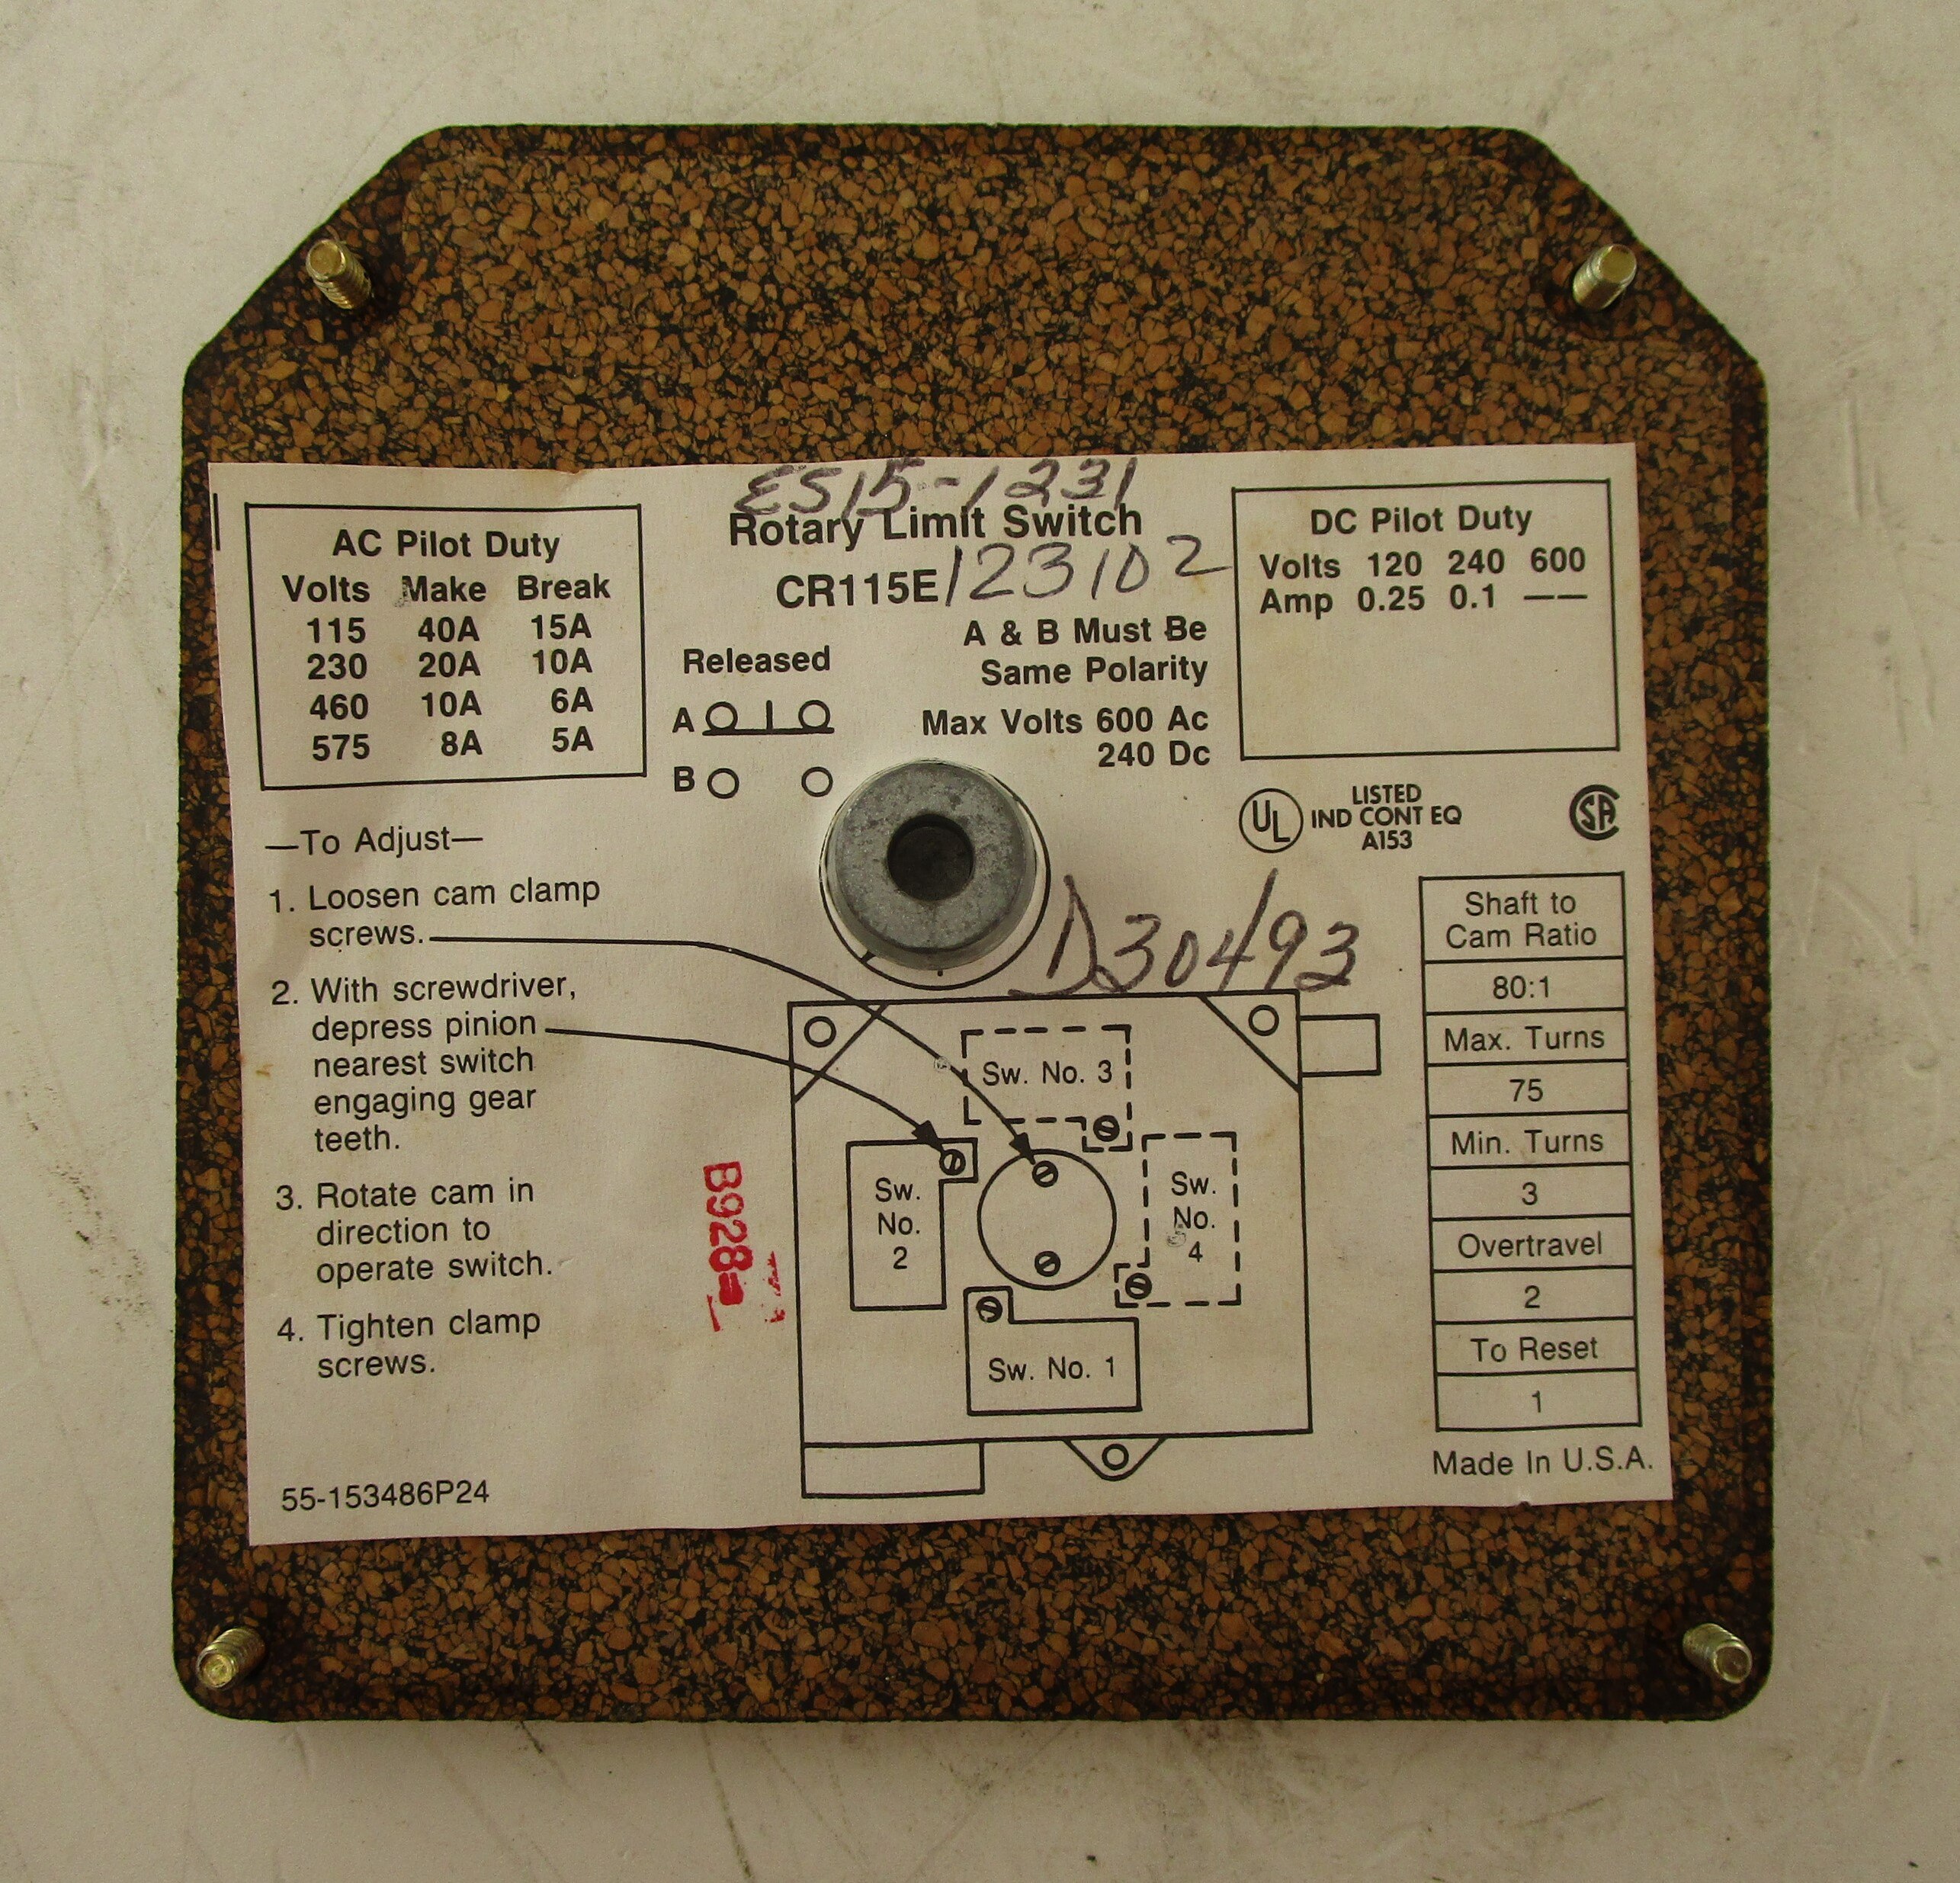 ES15-1231
Rotary Limit Switch
CR115E 123102
AC Pilot Duty
Volts Make Break
115 40A 15A
230 20A 10A
460 10A 6A
575 8A 5A
Released
A
B
A & B Must Be
Same Polarity
Max Volts 600 Ac
240 Dc
DC Pilot Duty
Volts 120 240 600
Amp 0.25 0.1 ——
UL
LISTED
IND CONT EQ
A153
SA
—To Adjust—
1. Loosen cam clamp
screws.
2. With screwdriver,
depress pinion
nearest switch
engaging gear
teeth.
3. Rotate cam in
direction to
operate switch.
4. Tighten clamp
screws.
55-153486P24
D30493
Sw. No. 3
Sw.
No.
2
Sw.
No.
4
Sw. No. 1
B928
Shaft to
Cam Ratio
80:1
Max. Turns
75
Min. Turns
3
Overtravel
2
To Reset
1
Made In U.S.A.